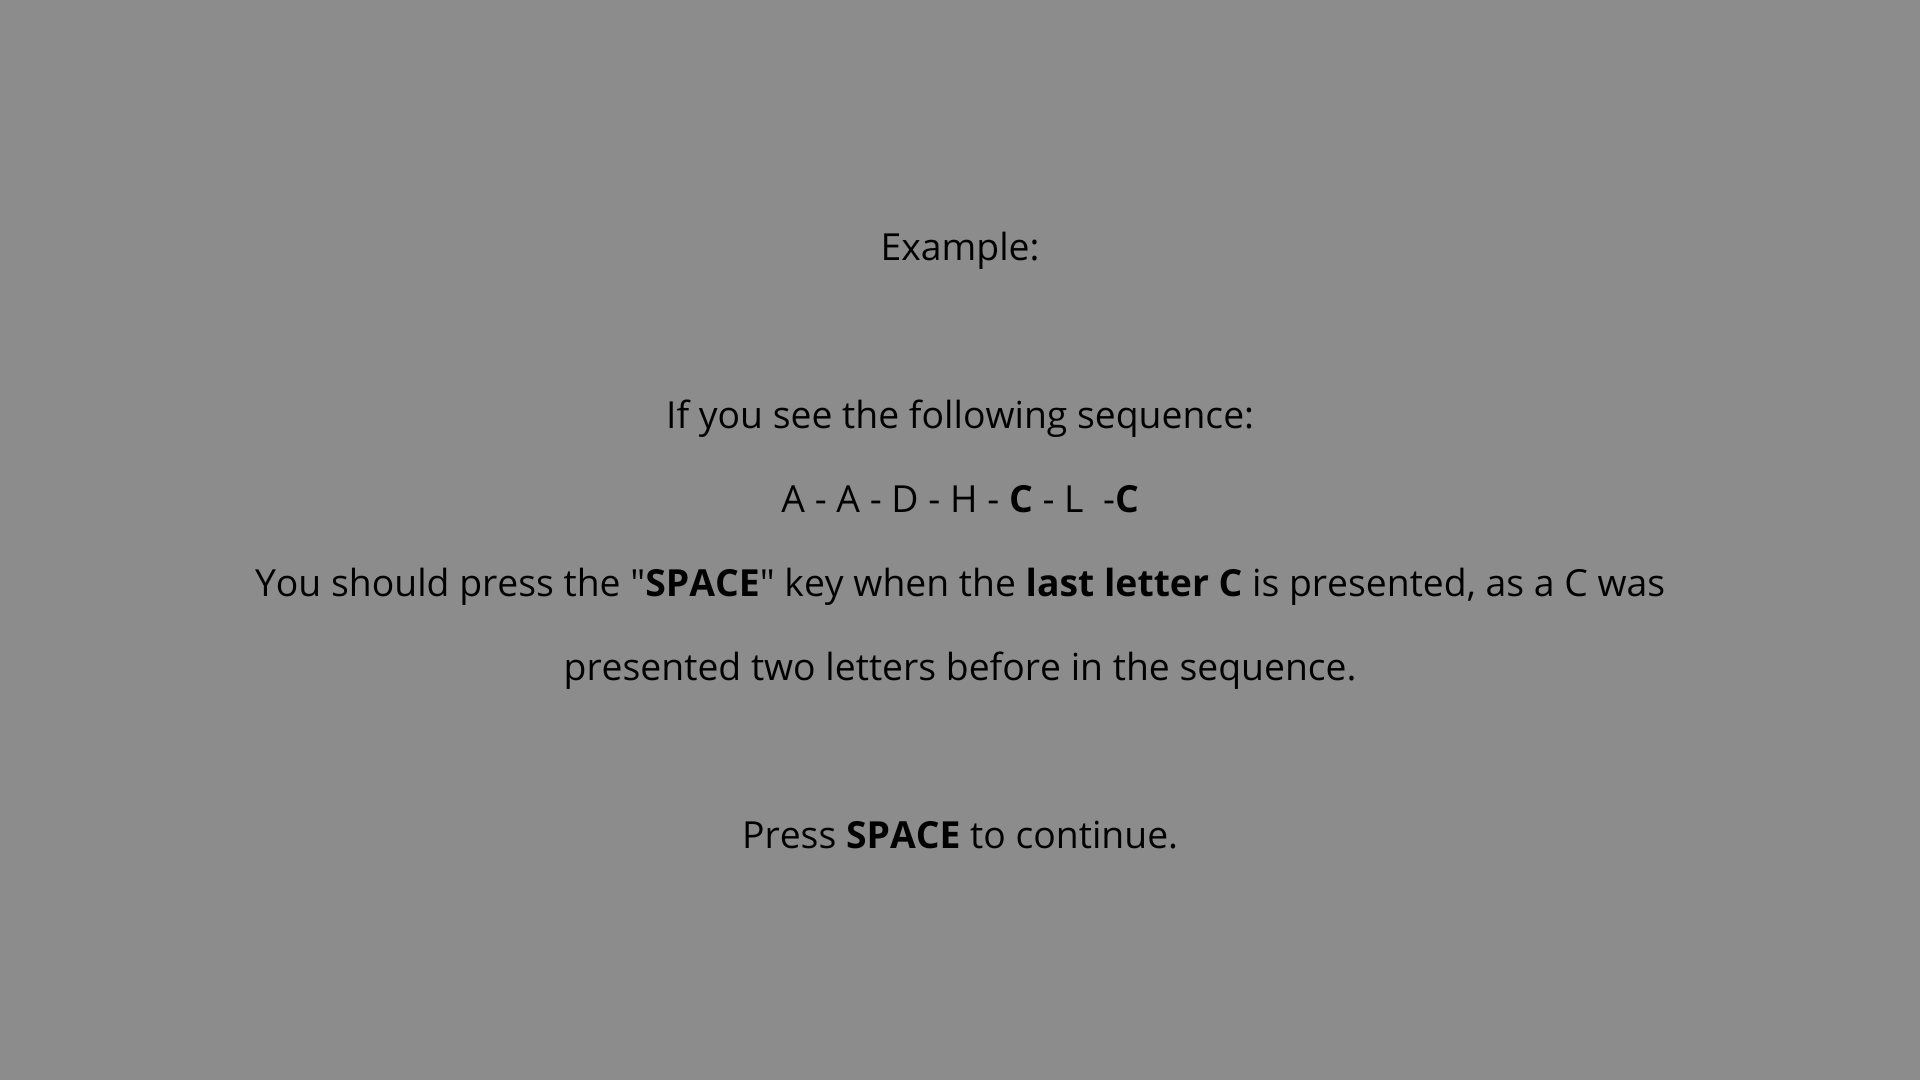 Example:
If you see the following sequence:
A - A - D - H - C - L  -C
You should press the "SPACE" key when the last letter C is presented, as a C was
presented two letters before in the sequence.
Press SPACE to continue.